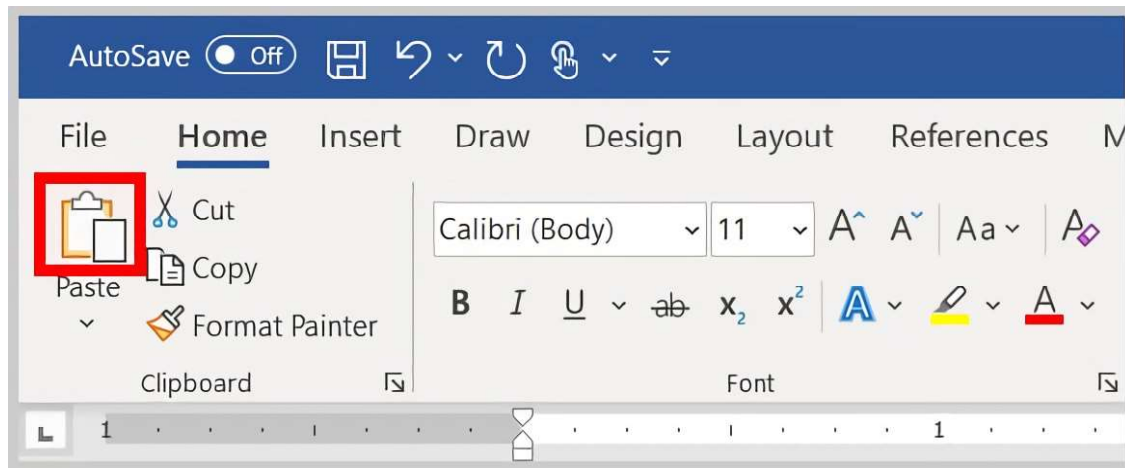 AutoSave Off
File Home Insert Draw Design Layout References M
Cut
Copy
Paste
Format Painter
Clipboard
Calibri (Body) 11 A A Aa A
B I U ab x₂ x² A A
Font
1 1